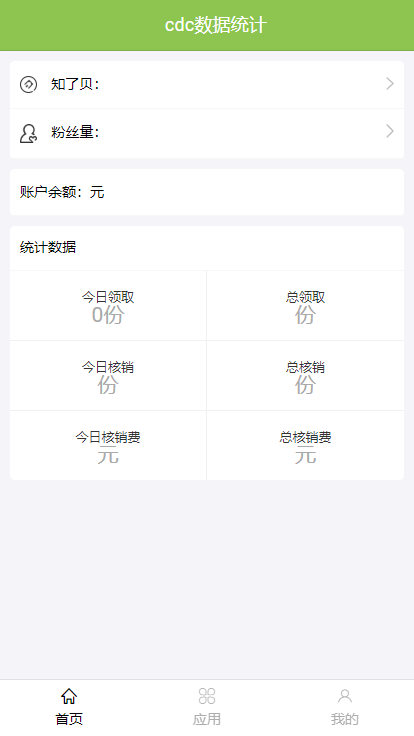 cdc数据统计
知了贝：
粉丝量：
账户余额：元
统计数据
今日领取
总领取
0份
份
今日核销
总核销
份
份
今日核销费
总核销费
元
元
首页
应用
我的